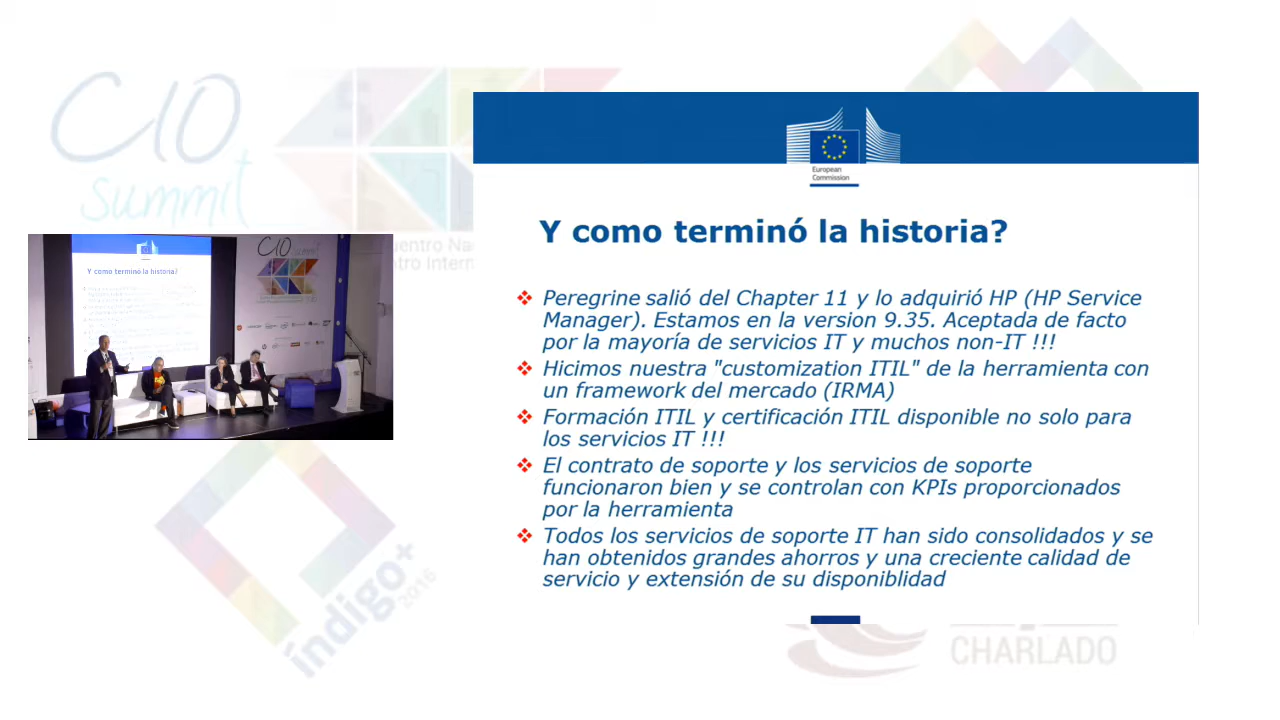 CIO
Summit
European
Commission
Y como terminó la historia?
Peregrine salió del Chapter 11 y lo adquirió HP (HP Service
Manager). Estamos en la version 9.35. Aceptada de facto
por la mayoría de servicios IT y muchos non-IT !!!
Hicimos nuestra "customization ITIL" de la herramienta con
un framework del mercado (IRMA)
Formación ITIL y certificación ITIL disponible no solo para
los servicios IT !!!
El contrato de soporte y los servicios de soporte
funcionaron bien y se controlan con KPIs proporcionados
por la herramienta
Todos los servicios de soporte IT han sido consolidados y se
han obtenidos grandes ahorros y una creciente calidad de
servicio y extensión de su disponiblidad
Y como terminó la historia?
CIO
summit
índigo+
2016
CHARLADO